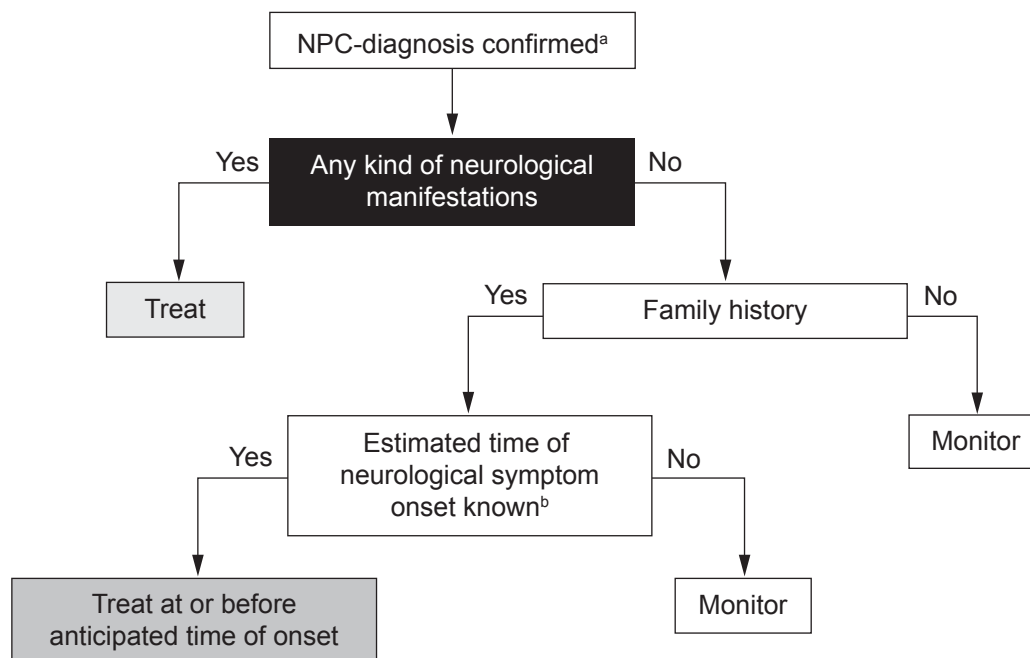 NPC-diagnosis confirmedᵃ
Yes
Any kind of neurological
manifestations
No
Treat
Yes
Family history
No
Yes
Estimated time of
neurological symptom
onset knownᵇ
No
Monitor
Treat at or before
anticipated time of onset
Monitor